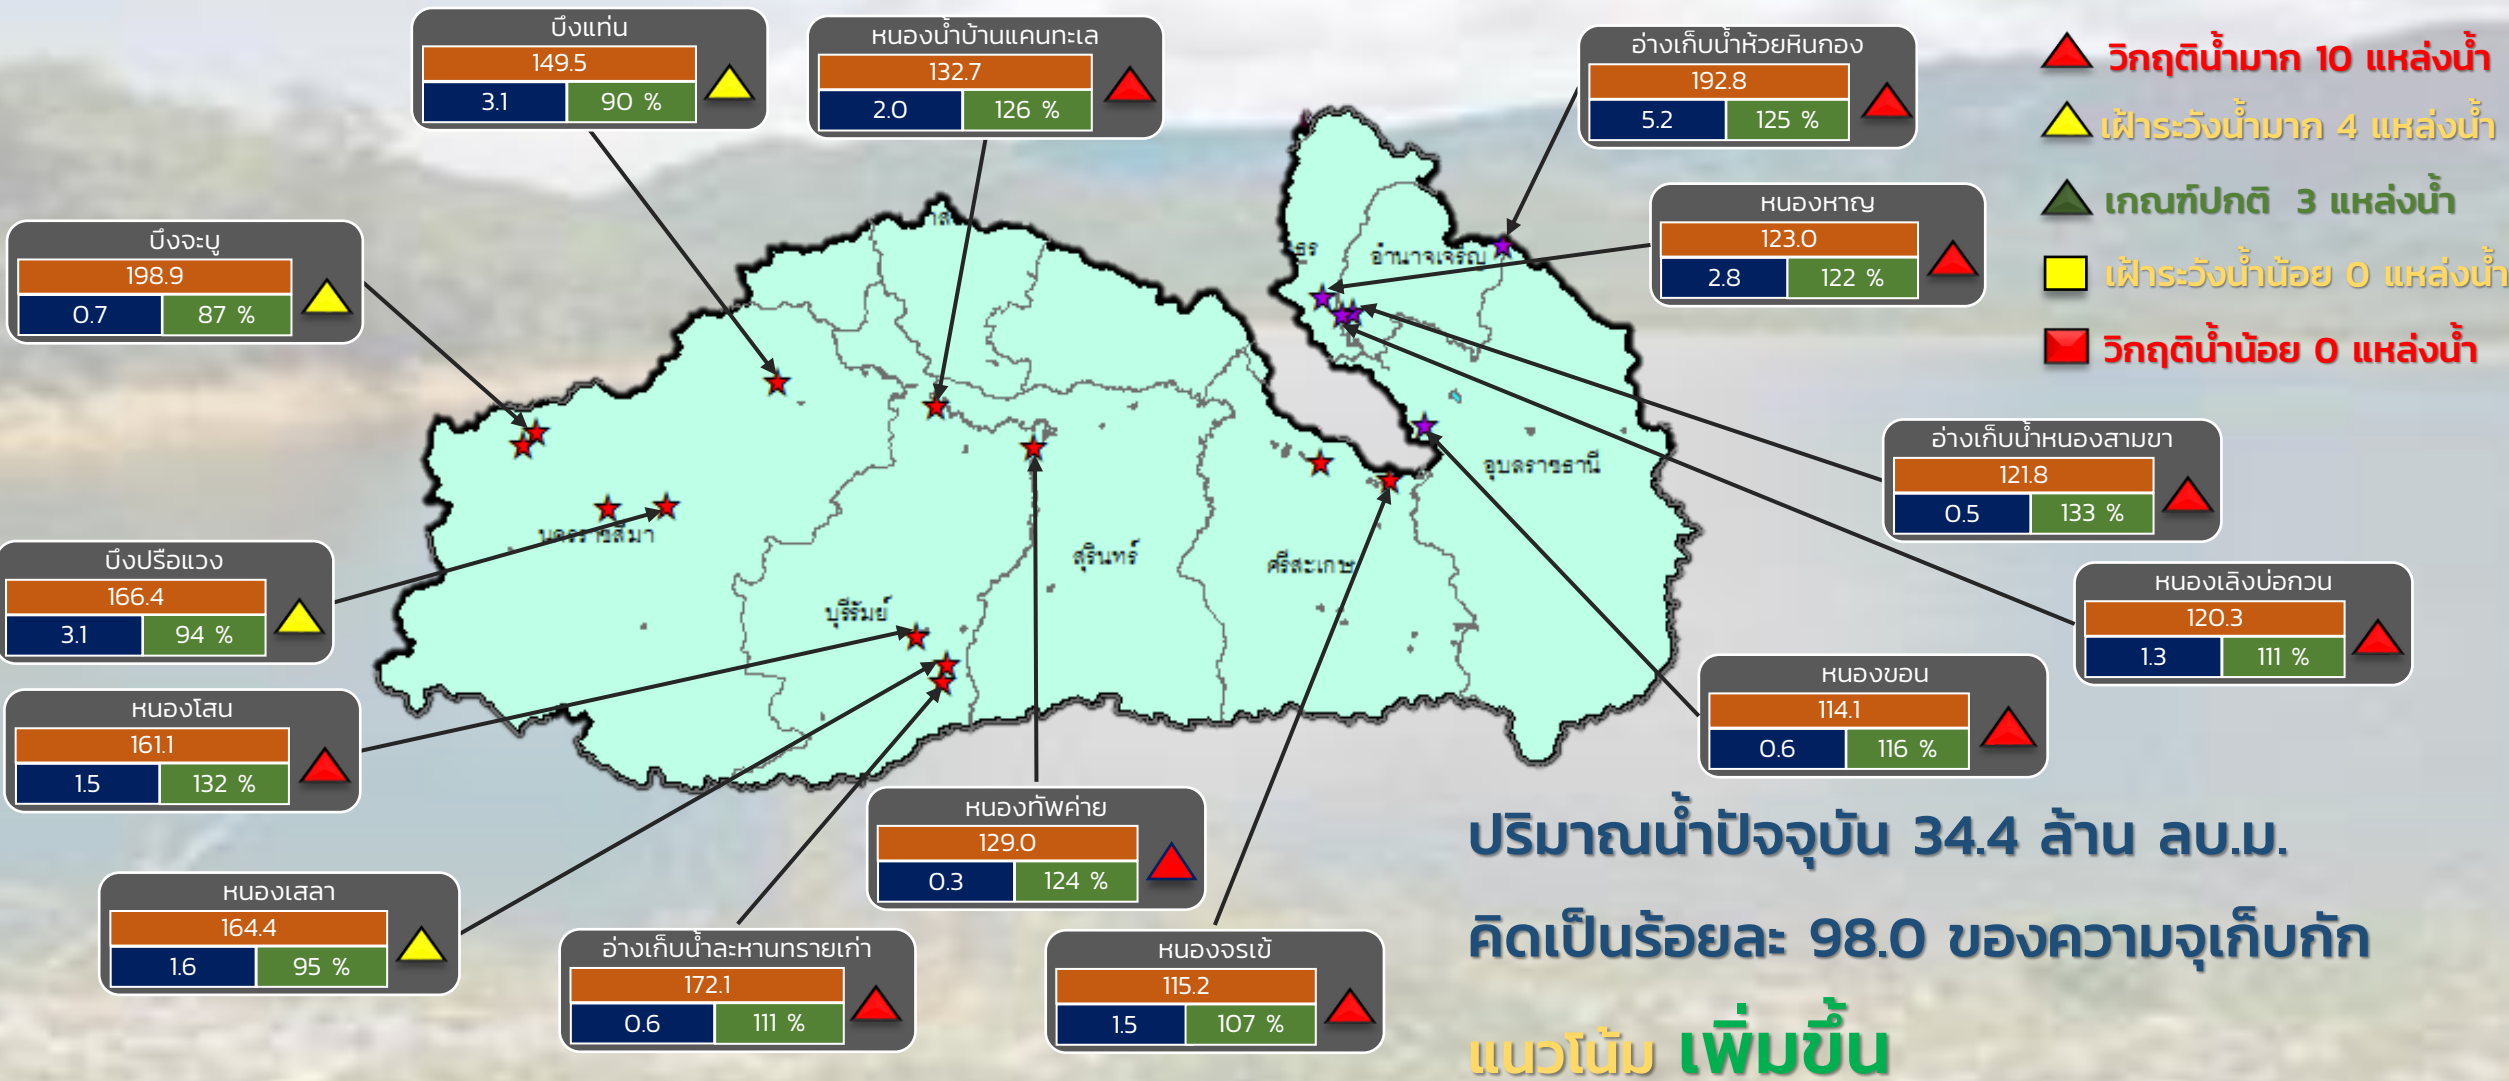 บึงแท่น
149.5
3.1 90 %
หนองน้ำบ้านแคนทะเล
132.7
2.0 126 %
อ่างเก็บน้ำห้วยหินกอง
192.8
5.2 125 %
วิกฤติน้ำมาก 10 แหล่งน้ำ
เฝ้าระวังน้ำมาก 4 แหล่งน้ำ
เกณฑ์ปกติ 3 แหล่งน้ำ
เฝ้าระวังน้ำน้อย 0 แหล่งน้ำ
วิกฤติน้ำน้อย 0 แหล่งน้ำ
บึงจะบู
198.9
0.7 87 %
หนองหาญ
123.0
2.8 122 %
อำนาจเจริญ
อ่างเก็บน้ำหนองสามขา
121.8
0.5 133 %
อุบลราชธานี
นครราชสีมา
สุรินทร์
ศรีสะเกษ
บุรีรัมย์
บึงปรือแวง
166.4
3.1 94 %
หนองเลิงบ่อกวน
120.3
1.3 111 %
หนองขอน
114.1
0.6 116 %
หนองโสน
161.1
1.5 132 %
หนองทัพค่าย
129.0
0.3 124 %
หนองเสลา
164.4
1.6 95 %
อ่างเก็บน้ำละหานทรายเก่า
172.1
0.6 111 %
หนองจรเข้
115.2
1.5 107 %
ปริมาณน้ำปัจจุบัน 34.4 ล้าน ลบ.ม.
คิดเป็นร้อยละ 98.0 ของความจุเก็บกัก
แนวโน้ม เพิ่มขึ้น